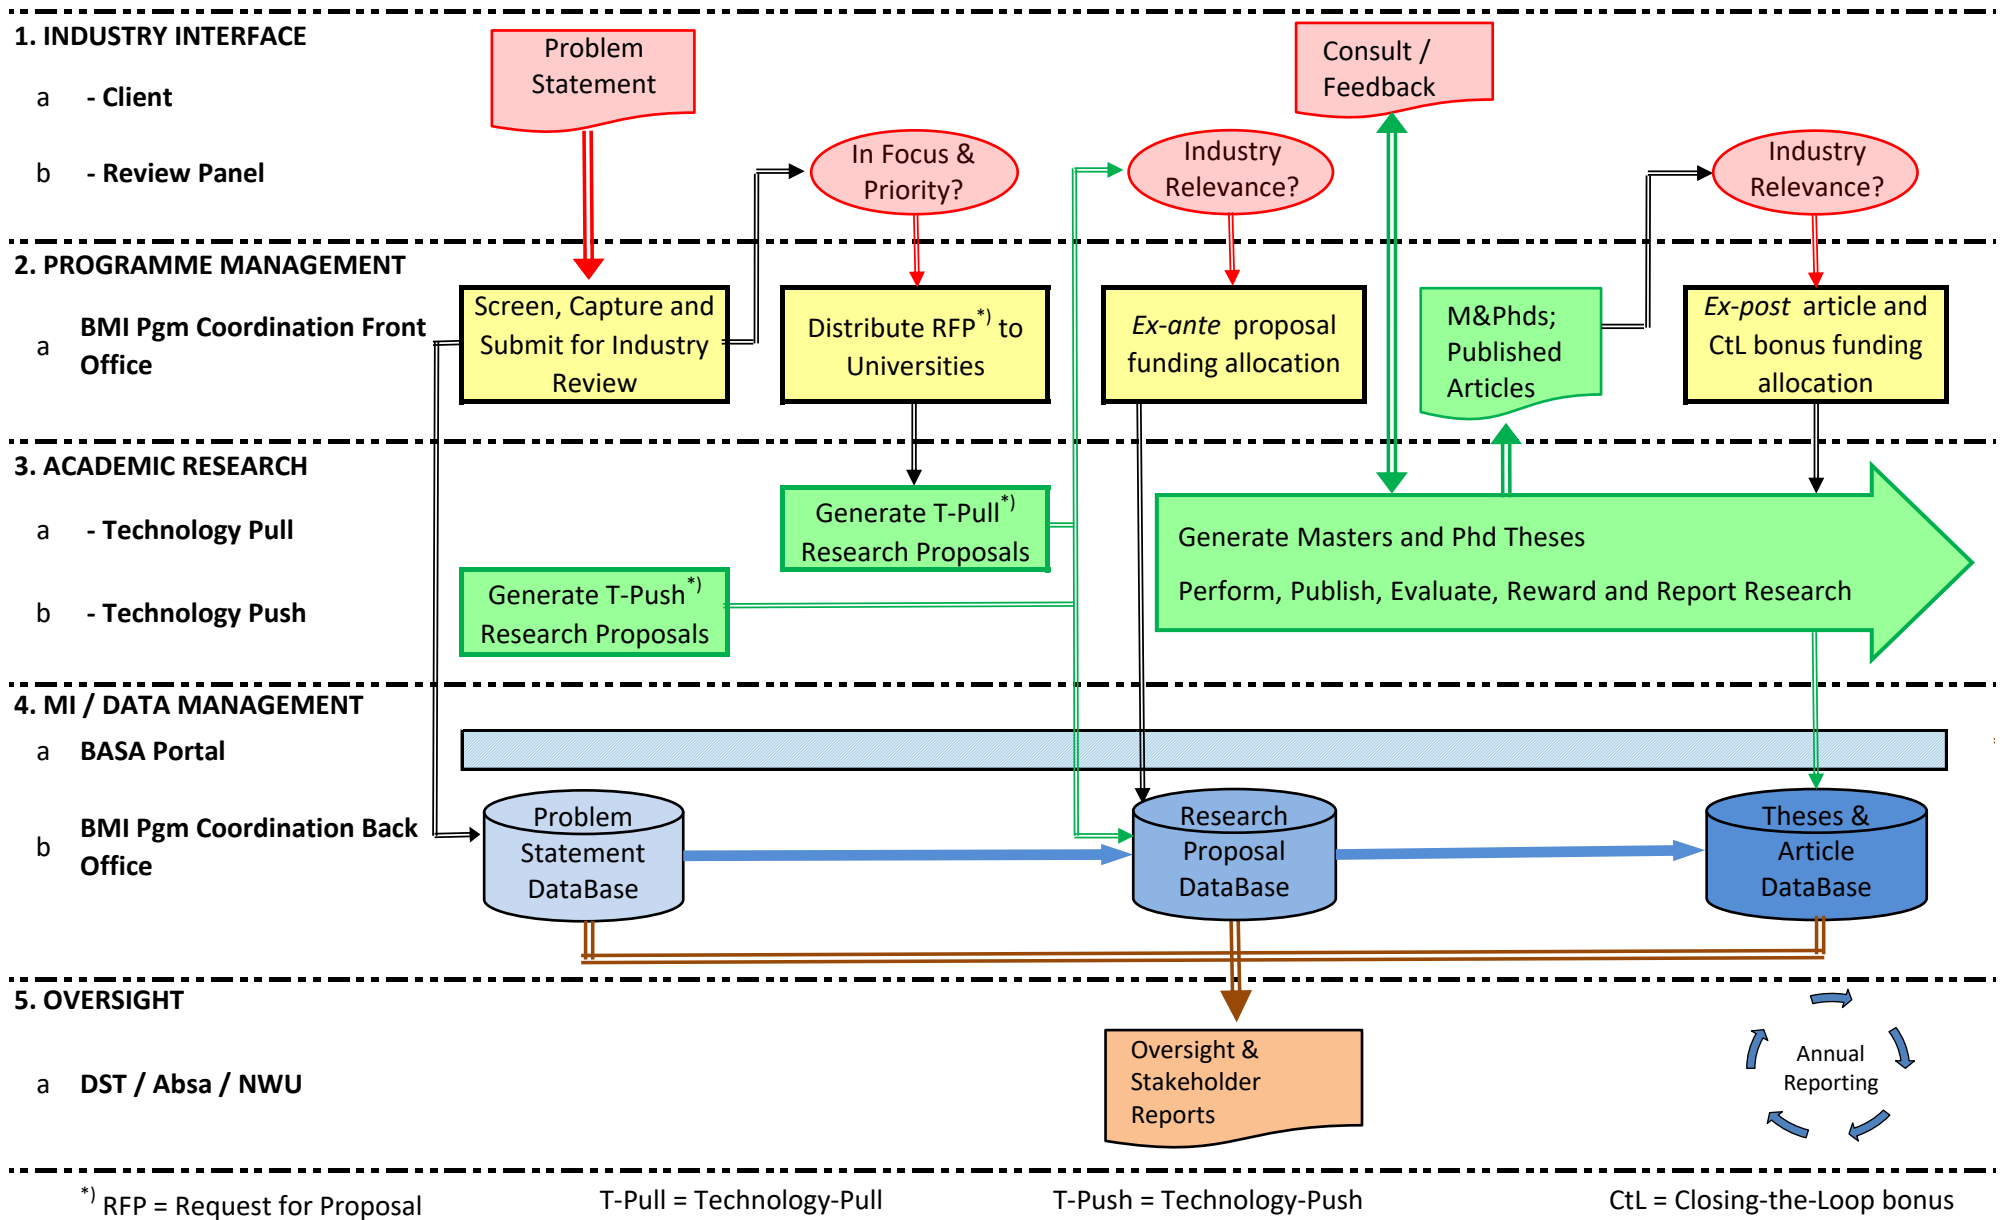 1. INDUSTRY INTERFACE
a - Client
b - Review Panel
Problem
Statement
In Focus &
Priority?
Industry
Relevance?
Consult /
Feedback
Industry
Relevance?
2. PROGRAMME MANAGEMENT
a BMI Pgm Coordination Front
Office
Screen, Capture and
Submit for Industry
Review
Distribute RFP*) to
Universities
Ex-ante proposal
funding allocation
M&Phds;
Published
Articles
Ex-post article and
CtL bonus funding
allocation
3. ACADEMIC RESEARCH
a - Technology Pull
b - Technology Push
Generate T-Pull*)
Research Proposals
Generate T-Push*)
Research Proposals
Generate Masters and Phd Theses
Perform, Publish, Evaluate, Reward and Report Research
4. MI / DATA MANAGEMENT
a BASA Portal
b BMI Pgm Coordination Back
Office
Problem
Statement
DataBase
Research
Proposal
DataBase
Theses &
Article
DataBase
5. OVERSIGHT
a DST / Absa / NWU
Oversight &
Stakeholder
Reports
Annual
Reporting
*) RFP = Request for Proposal
T-Pull = Technology-Pull
T-Push = Technology-Push
CtL = Closing-the-Loop bonus